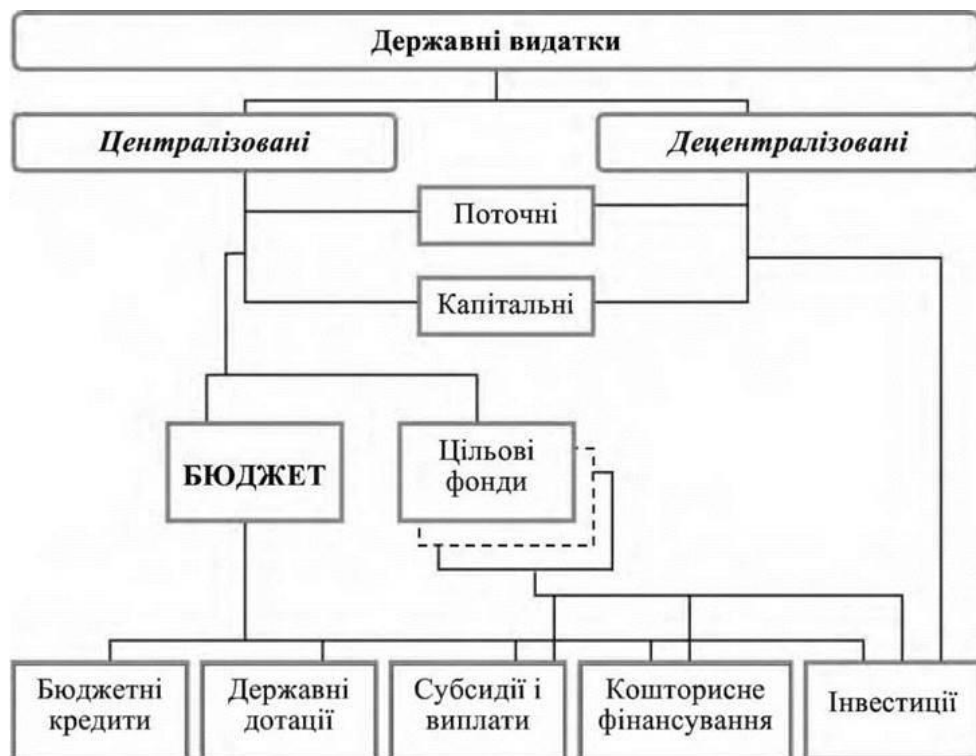 Державні видатки
Централізовані
Децентралізовані
Поточні
Капітальні
БЮДЖЕТ
Цільові
фонди
Бюджетні
кредити
Державні
дотації
Субсидії і
виплати
Кошторисне
фінансування
Інвестиції